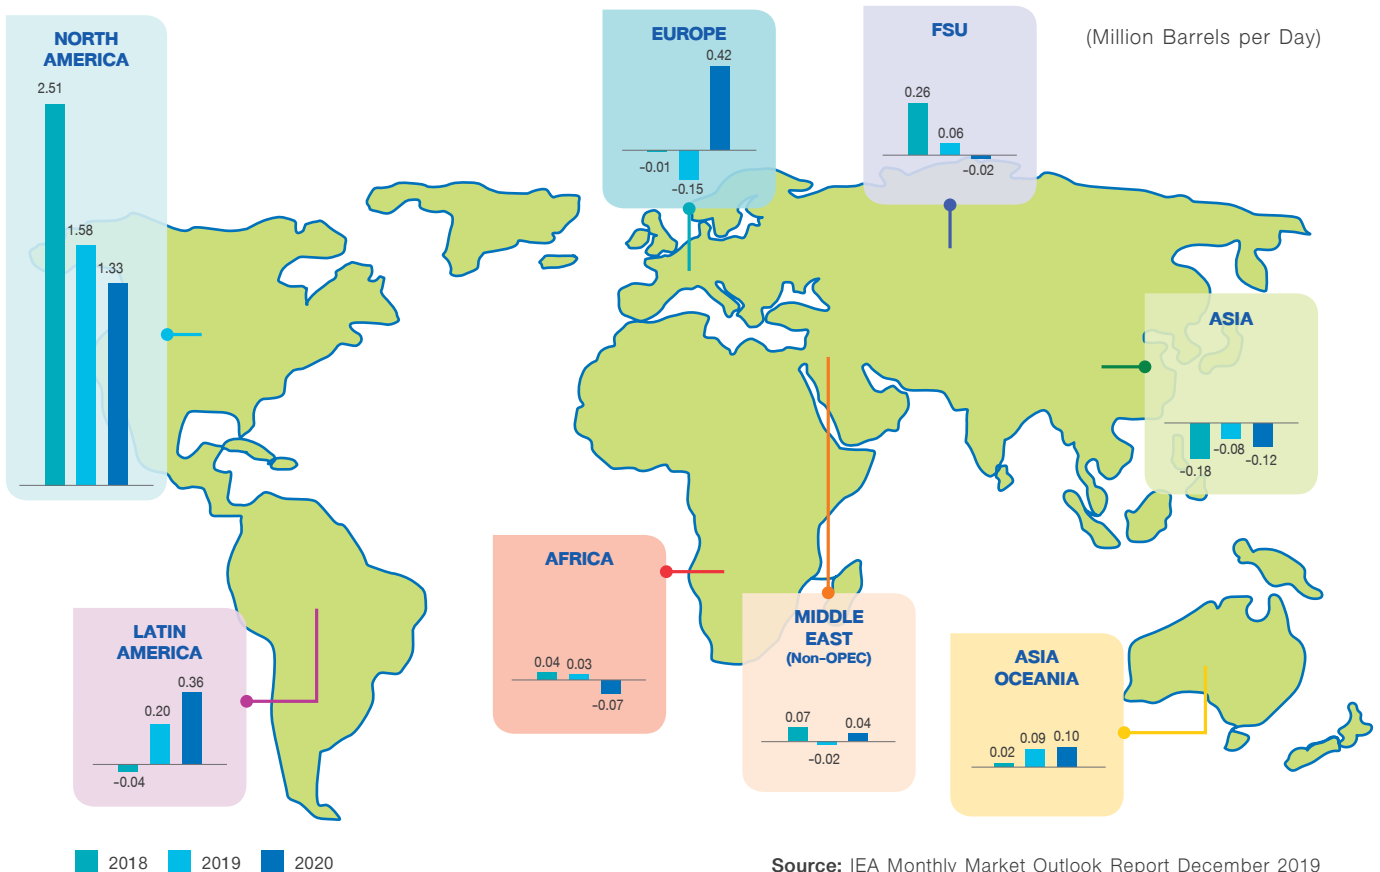 NORTH
AMERICA
2.51
1.58
1.33
EUROPE
0.42
-0.01
-0.15
FSU
0.26
0.06
-0.02
(Million Barrels per Day)
ASIA
-0.18
-0.08
-0.12
LATIN
AMERICA
-0.04
0.20
0.36
AFRICA
0.04
0.03
-0.07
MIDDLE
EAST
(Non-OPEC)
0.07
-0.02
0.04
ASIA
OCEANIA
0.02
0.09
0.10
2018 2019 2020
Source: IEA Monthly Market Outlook Report December 2019